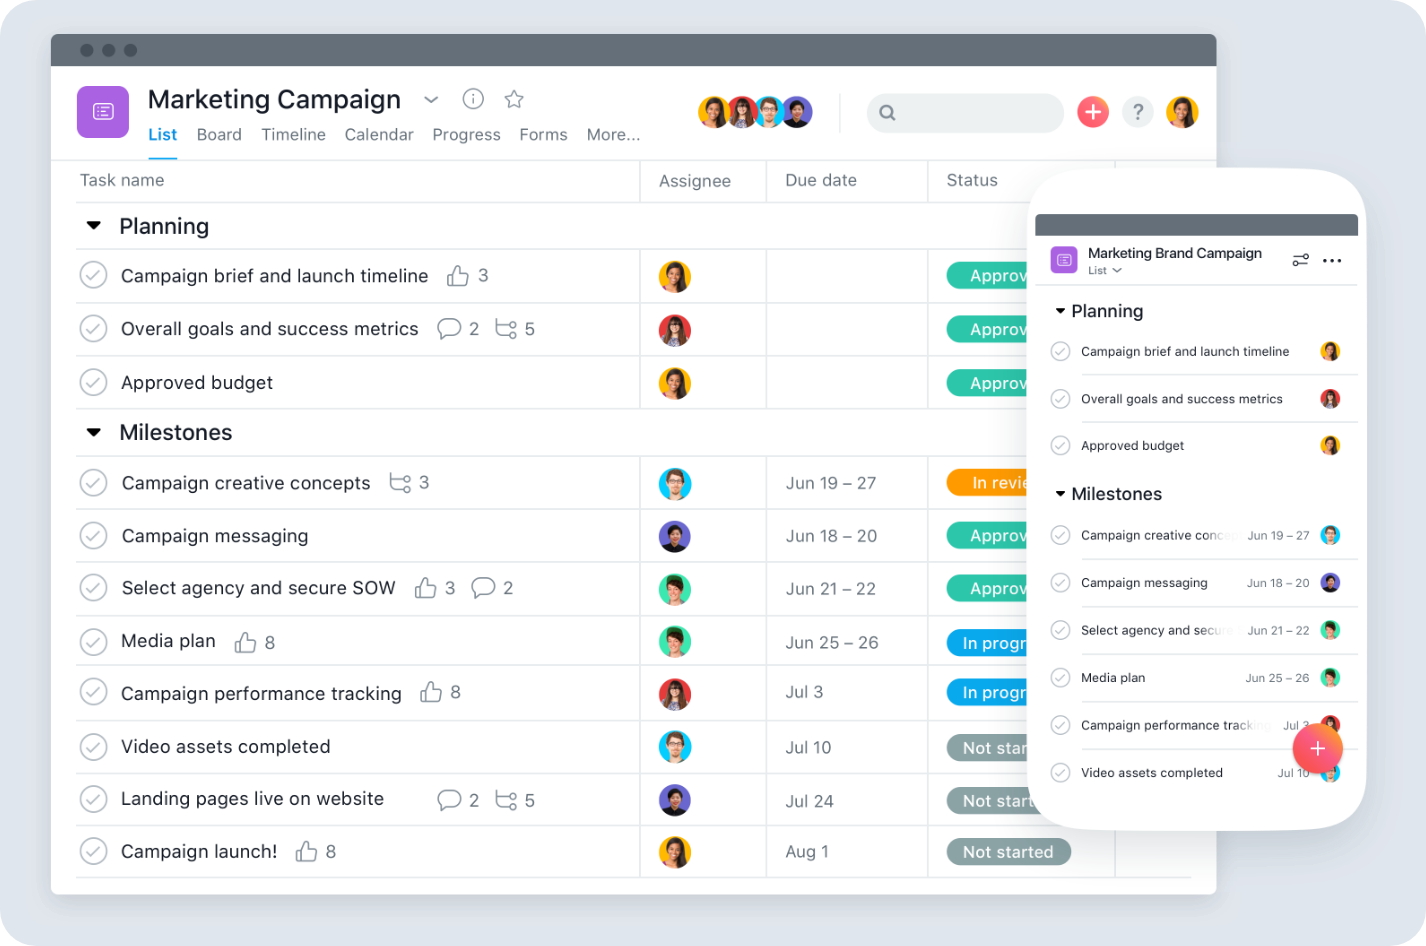 Marketing Campaign
List Board Timeline Calendar Progress Forms More...
?
Task name Assignee Due date Status
Planning
Campaign brief and launch timeline 3 Approv
Overall goals and success metrics 2 5 Approv
Approved budget Approv
Milestones
Campaign creative concepts 3 Jun 19 – 27 In revie
Campaign messaging Jun 18 – 20 Approv
Select agency and secure SOW 3 2 Jun 21 – 22 Approv
Media plan 8 Jun 25 – 26 In progr
Campaign performance tracking 8 Jul 3 In progr
Video assets completed Jul 10 Not star
Landing pages live on website 2 5 Jul 24 Not start
Campaign launch! 8 Aug 1 Not started
Marketing Brand Campaign
List
Planning
Campaign brief and launch timeline
Overall goals and success metrics
Approved budget
Milestones
Campaign creative concep Jun 19 – 27
Campaign messaging Jun 18 – 20
Select agency and secure Jun 21 – 22
Media plan Jun 25 – 26
Campaign performance tracking Jul 3
Video assets completed Jul 10